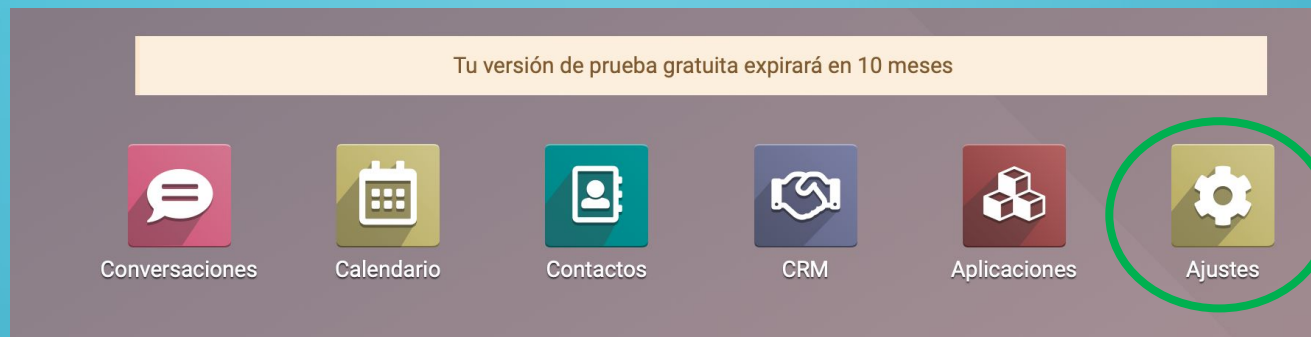 Tu versión de prueba gratuita expirará en 10 meses
Conversaciones Calendario Contactos CRM Aplicaciones Ajustes